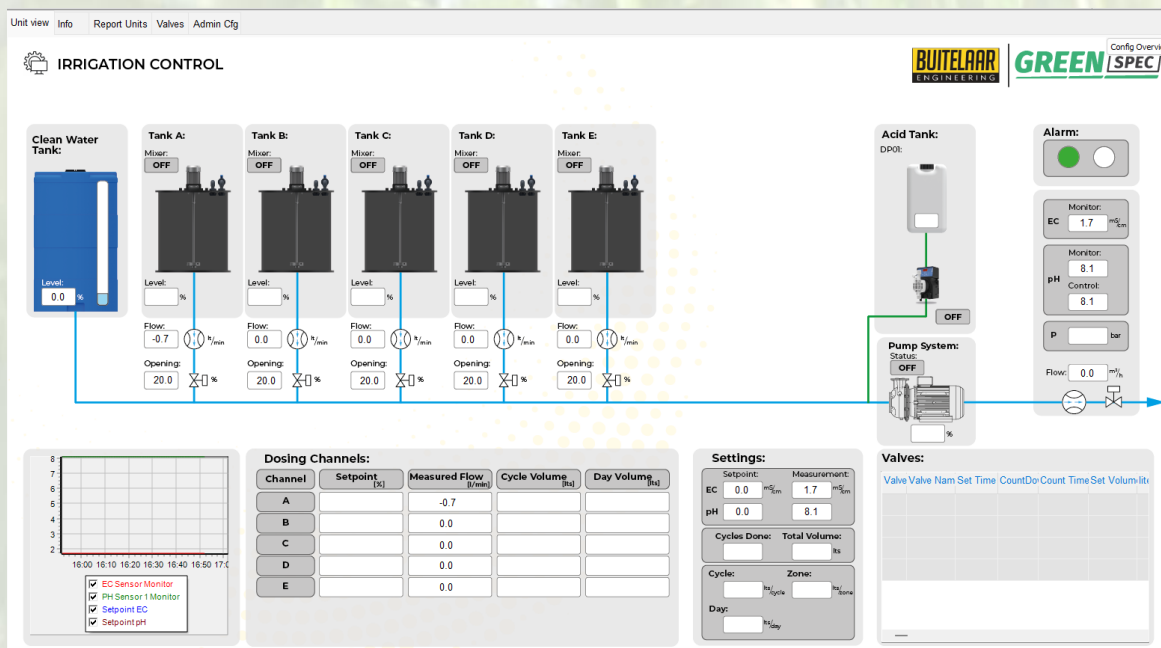 Unit view Info Report Units Valves Admin Cfg
Config Overvie
IRRIGATION CONTROL
BUITELAAR
ENGINEERING
GREEN SPEC
Clean Water
Tank:
Level:
0.0 %
Tank A:
Mixer:
OFF
Level:
%
Flow:
-0.7 lt/min
Opening:
20.0 %
Tank B:
Mixer:
OFF
Level:
%
Flow:
0.0 lt/min
Opening:
20.0 %
Tank C:
Mixer:
OFF
Level:
%
Flow:
0.0 lt/min
Opening:
20.0 %
Tank D:
Mixer:
OFF
Level:
%
Flow:
0.0 lt/min
Opening:
20.0 %
Tank E:
Mixer:
OFF
Level:
%
Flow:
0.0 lt/min
Opening:
20.0 %
Acid Tank:
DP01:
OFF
Pump System:
Status:
OFF
%
Alarm:
Monitor:
EC 1.7 mS/cm
Monitor:
8.1
pH
Control:
8.1
P bar
Flow: 0.0 m³/h
8
7
6
5
4
3
2
16:00 16:10 16:20 16:30 16:40 16:50 17:0
EC Sensor Monitor
PH Sensor 1 Monitor
Setpoint EC
Setpoint pH
Dosing Channels:
Channel Setpoint [%] Measured Flow [l/min] Cycle Volume [lts] Day Volume [lts]
A -0.7
B 0.0
C 0.0
D 0.0
E 0.0
Settings:
Setpoint: Measurement:
EC 0.0 mS/cm 1.7 mS/cm
pH 0.0 8.1
Cycles Done: Total Volume:
lts
Cycle: Zone:
lts/cycle lts/zone
Day:
lts/day
Valves:
Valve Valve Nam Set Time CountDo Count Time Set Volum